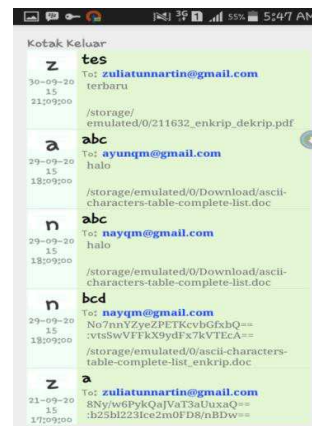 3G 1 55% 5:47 AM
Kotak Keluar
z
30-09-20
15
21:09:00
tes
To: zuliatunnartin@gmail.com
terbaru
/storage/
emulated/0/211632_enkrip_dekrip.pdf
a
29-09-20
15
18:09:00
abc
To: ayunqm@gmail.com
halo
/storage/emulated/0/Download/ascii-
characters-table-complete-list.doc
n
29-09-20
15
18:09:00
abc
To: nayqm@gmail.com
halo
/storage/emulated/0/Download/ascii-
characters-table-complete-list.doc
n
29-09-20
15
18:09:00
bcd
To: nayqm@gmail.com
No7nnYZyeZPETKcvbGfxbQ==
:vtsSwVFFkX9ydFx7kVTEcA==
/storage/emulated/0/ascii-characters-
table-complete-list_enkrip.doc
z
21-09-20
15
17:09:00
a
To: zuliatunnartin@gmail.com
8Ny/w6PykQaJVaT3aUuxaQ==
:b25bl223Ice2m0FD8/nBDw==